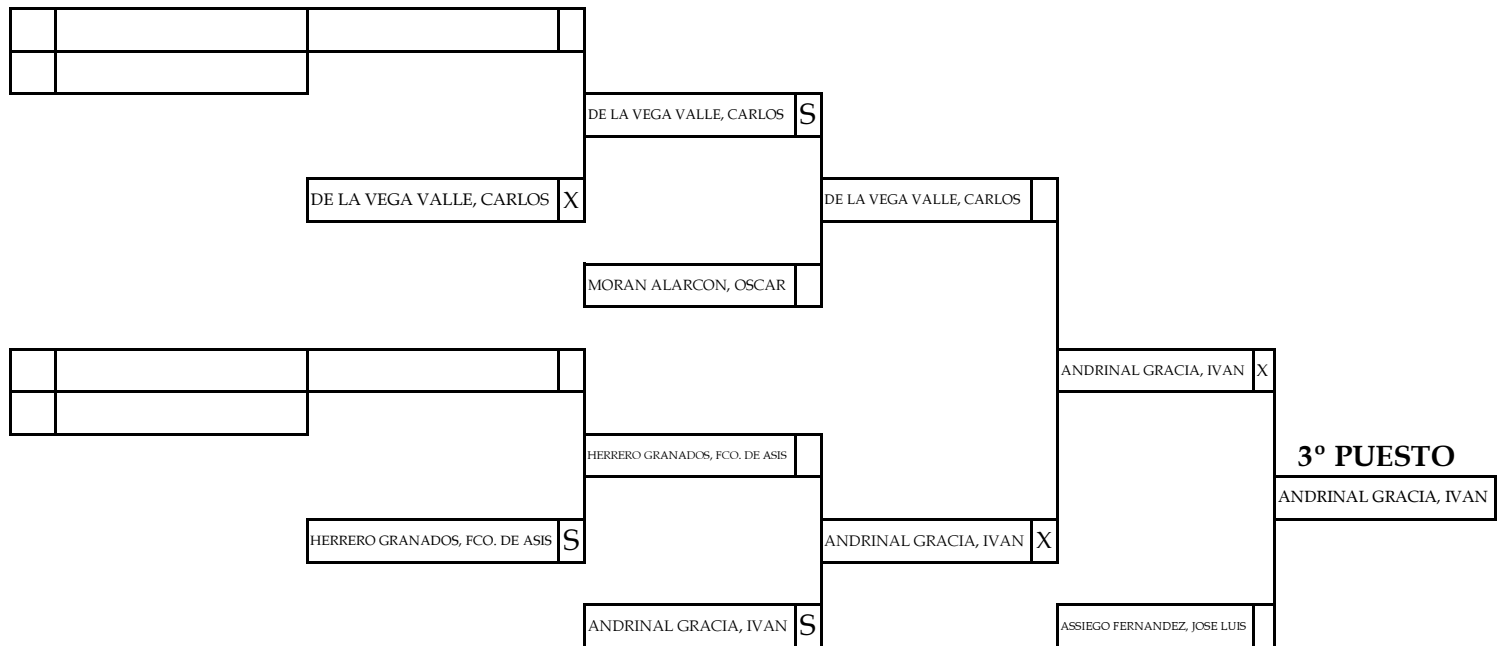 DE LA VEGA VALLE, CARLOS S
DE LA VEGA VALLE, CARLOS X
DE LA VEGA VALLE, CARLOS
MORAN ALARCON, OSCAR
ANDRINAL GRACIA, IVAN X
HERRERO GRANADOS, FCO. DE ASIS
3º PUESTO
ANDRINAL GRACIA, IVAN
HERRERO GRANADOS, FCO. DE ASIS S
ANDRINAL GRACIA, IVAN X
ANDRINAL GRACIA, IVAN S
ASSIEGO FERNANDEZ, JOSE LUIS